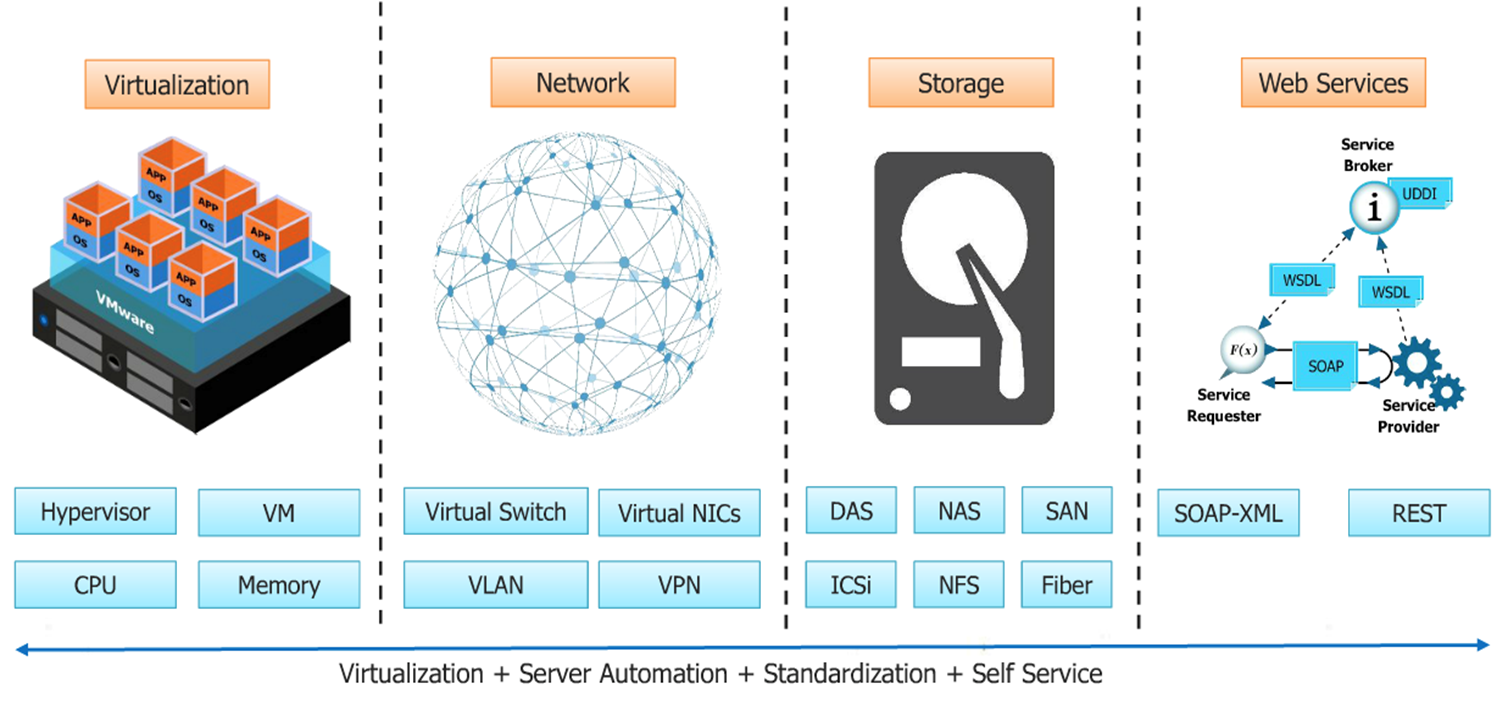 Virtualization
Network
Storage
Web Services
APP
OS
APP
OS
APP
OS
APP
OS
APP
OS
APP
OS
VMware
Service
Broker
i
UDDI
WSDL
WSDL
F(x)
SOAP
Service
Requester
Service
Provider
Hypervisor
VM
CPU
Memory
Virtual Switch
Virtual NICs
VLAN
VPN
DAS
NAS
SAN
ICSi
NFS
Fiber
SOAP-XML
REST
Virtualization + Server Automation + Standardization + Self Service